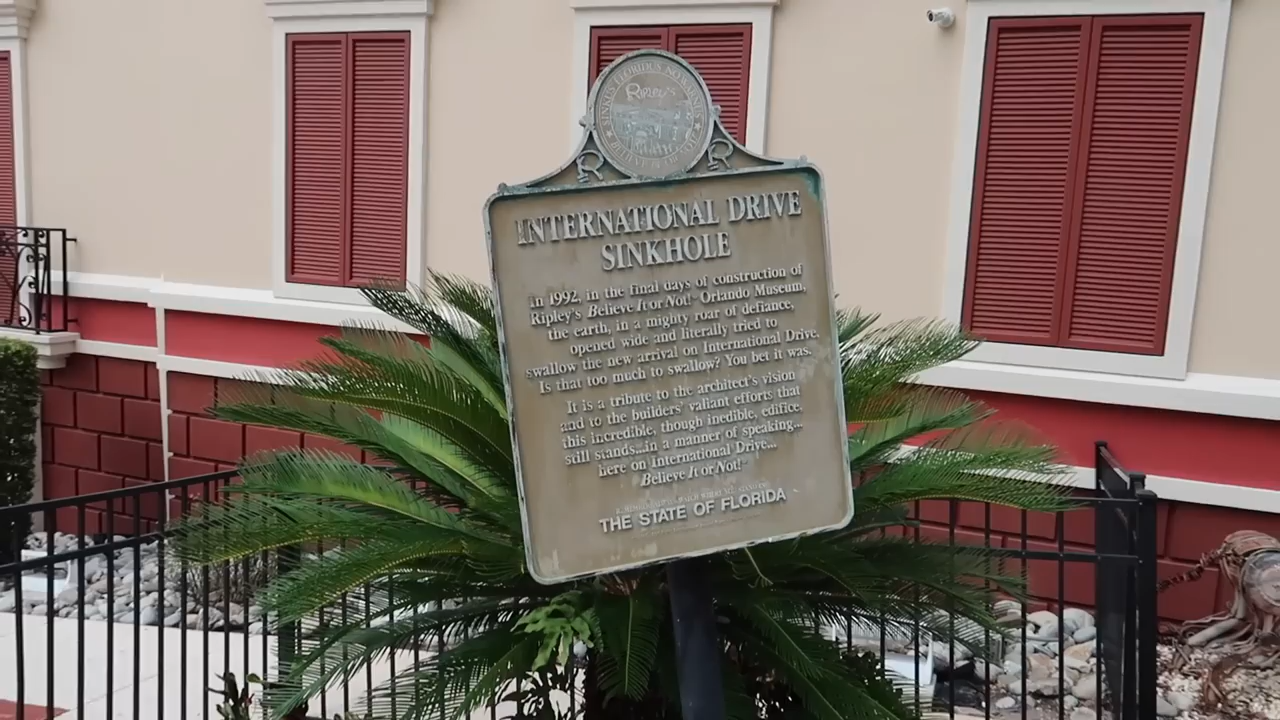 RIPLEY'S
INTERNATIONAL DRIVE
SINKHOLE
In 1992, in the final days of construction of
Ripley's Believe It or Not!® Orlando Museum,
the earth, in a mighty roar of defiance,
opened wide and literally tried to
swallow the new arrival on International Drive.
Is that too much to swallow? You bet it was.
It is a tribute to the architect's vision
and to the builders' valiant efforts that
this incredible, though inedible, edifice,
still stands...in a manner of speaking...
here on International Drive...
Believe It or Not!®
THE STATE OF FLORIDA